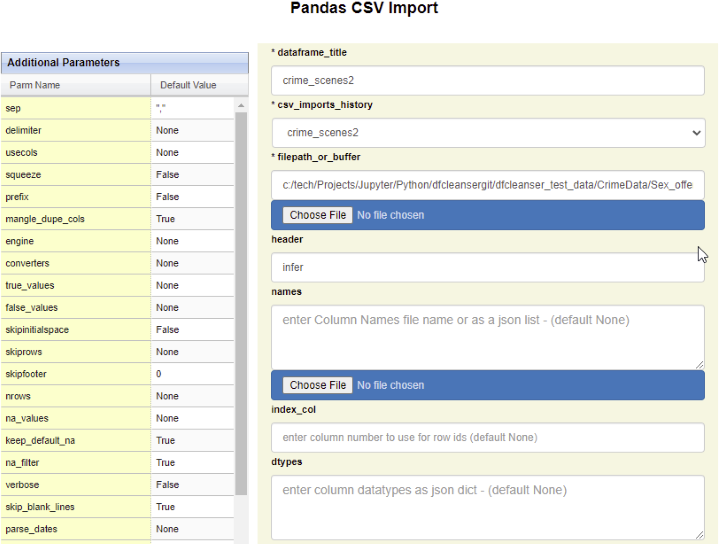 Pandas CSV Import
Additional Parameters
Parm Name Default Value
sep ","
delimiter None
usecols None
squeeze False
prefix False
mangle_dupe_cols True
engine None
converters None
true_values None
false_values None
skipinitialspace False
skiprows None
skipfooter 0
nrows None
na_values None
keep_default_na True
na_filter True
verbose False
skip_blank_lines True
parse_dates None
* dataframe_title
crime_scenes2
* csv_imports_history
crime_scenes2
* filepath_or_buffer
c:/tech/Projects/Jupyter/Python/dfcleansergit/dfcleanser_test_data/CrimeData/Sex_offe
Choose File No file chosen
header
infer
names
enter Column Names file name or as a json list - (default None)
Choose File No file chosen
index_col
enter column number to use for row ids (default None)
dtypes
enter column datatypes as json dict - (default None)